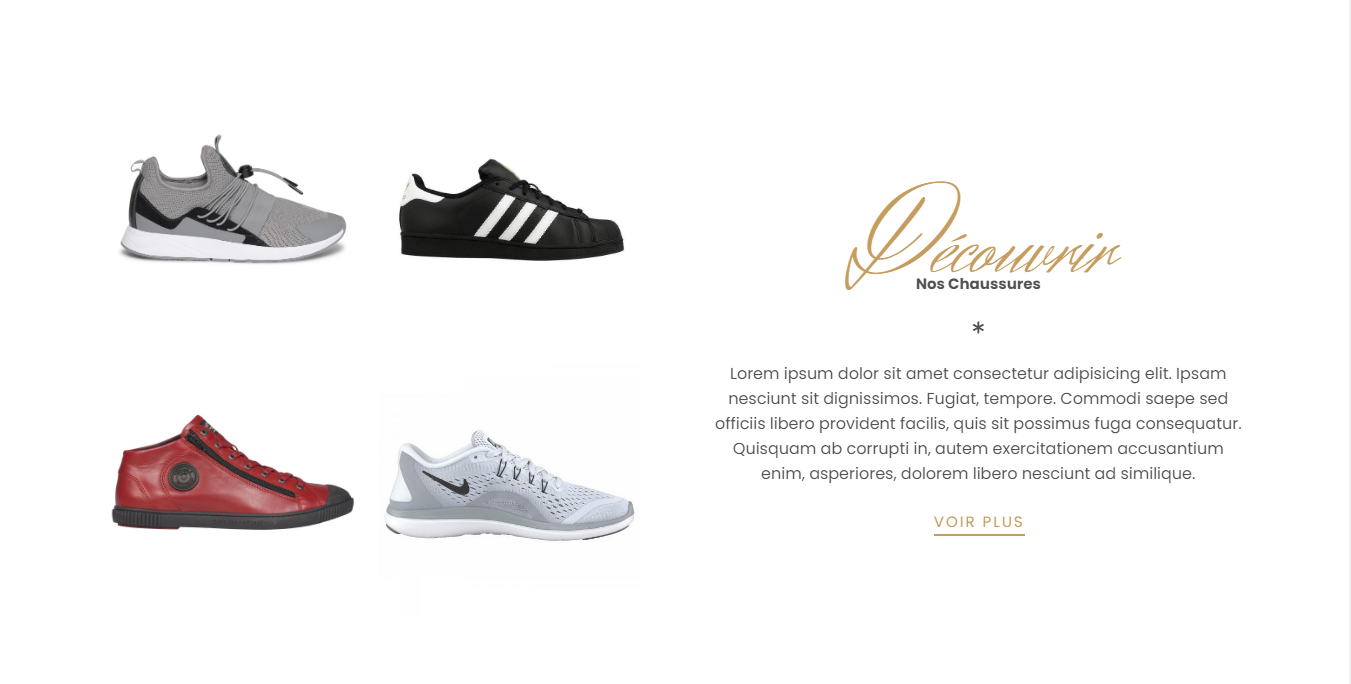 Découvrir
Nos Chaussures
*
Lorem ipsum dolor sit amet consectetur adipisicing elit. Ipsam
nesciunt sit dignissimos. Fugiat, tempore. Commodi saepe sed
officiis libero provident facilis, quis sit possimus fuga consequatur.
Quisquam ab corrupti in, autem exercitationem accusantium
enim, asperiores, dolorem libero nesciunt ad similique.
VOIR PLUS